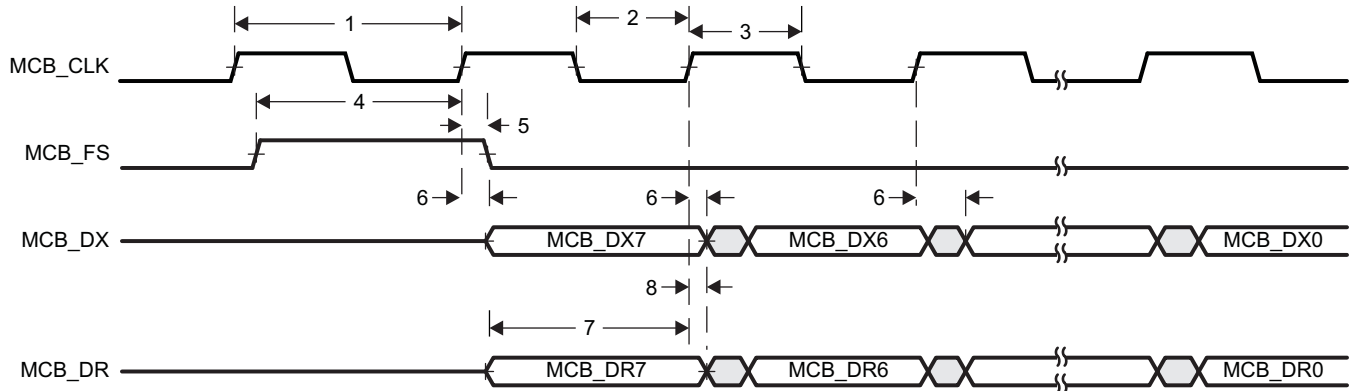 1
2
3
MCB_CLK
4
5
MCB_FS
6
6
6
MCB_DX
MCB_DX7
MCB_DX6
MCB_DX0
8
7
MCB_DR
MCB_DR7
MCB_DR6
MCB_DR0